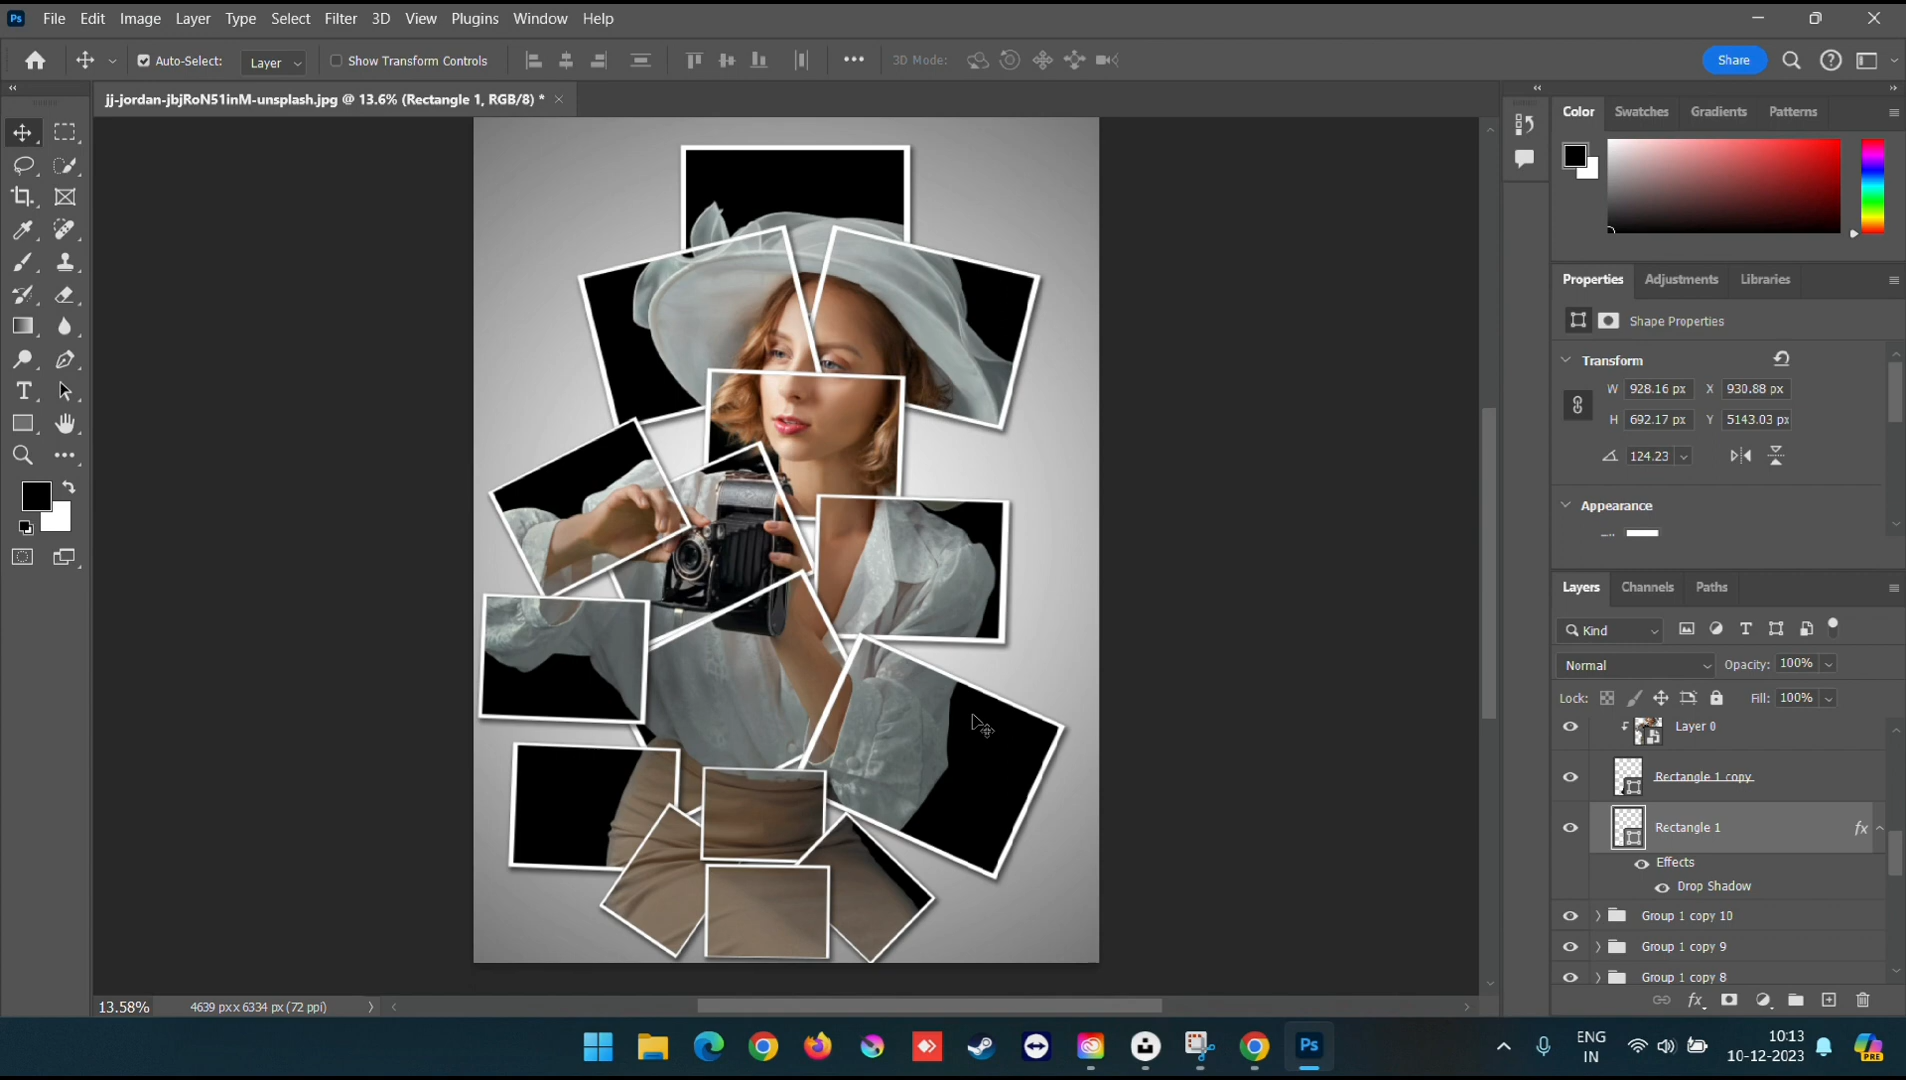 Ps File Edit Image Layer Type Select Filter 3D View Plugins Window Help
Auto-Select: Layer Show Transform Controls 3D Mode: Share
jj-jordan-jbjRoN51inM-unsplash.jpg @ 13.6% (Rectangle 1, RGB/8) *
Color Swatches Gradients Patterns
Properties Adjustments Libraries
Shape Properties
Transform
W 928.16 px X 930.88 px
H 692.17 px Y 5143.03 px
124.23
Appearance
Layers Channels Paths
Kind
Normal Opacity: 100%
Lock: Fill: 100%
Layer 0
Rectangle 1 copy
Rectangle 1 fx
Effects
Drop Shadow
Group 1 copy 10
Group 1 copy 9
Group 1 copy 8
fx
13.58% 4639 px x 6334 px (72 ppi)
Ps
ENG
IN
10:13
10-12-2023
PRE